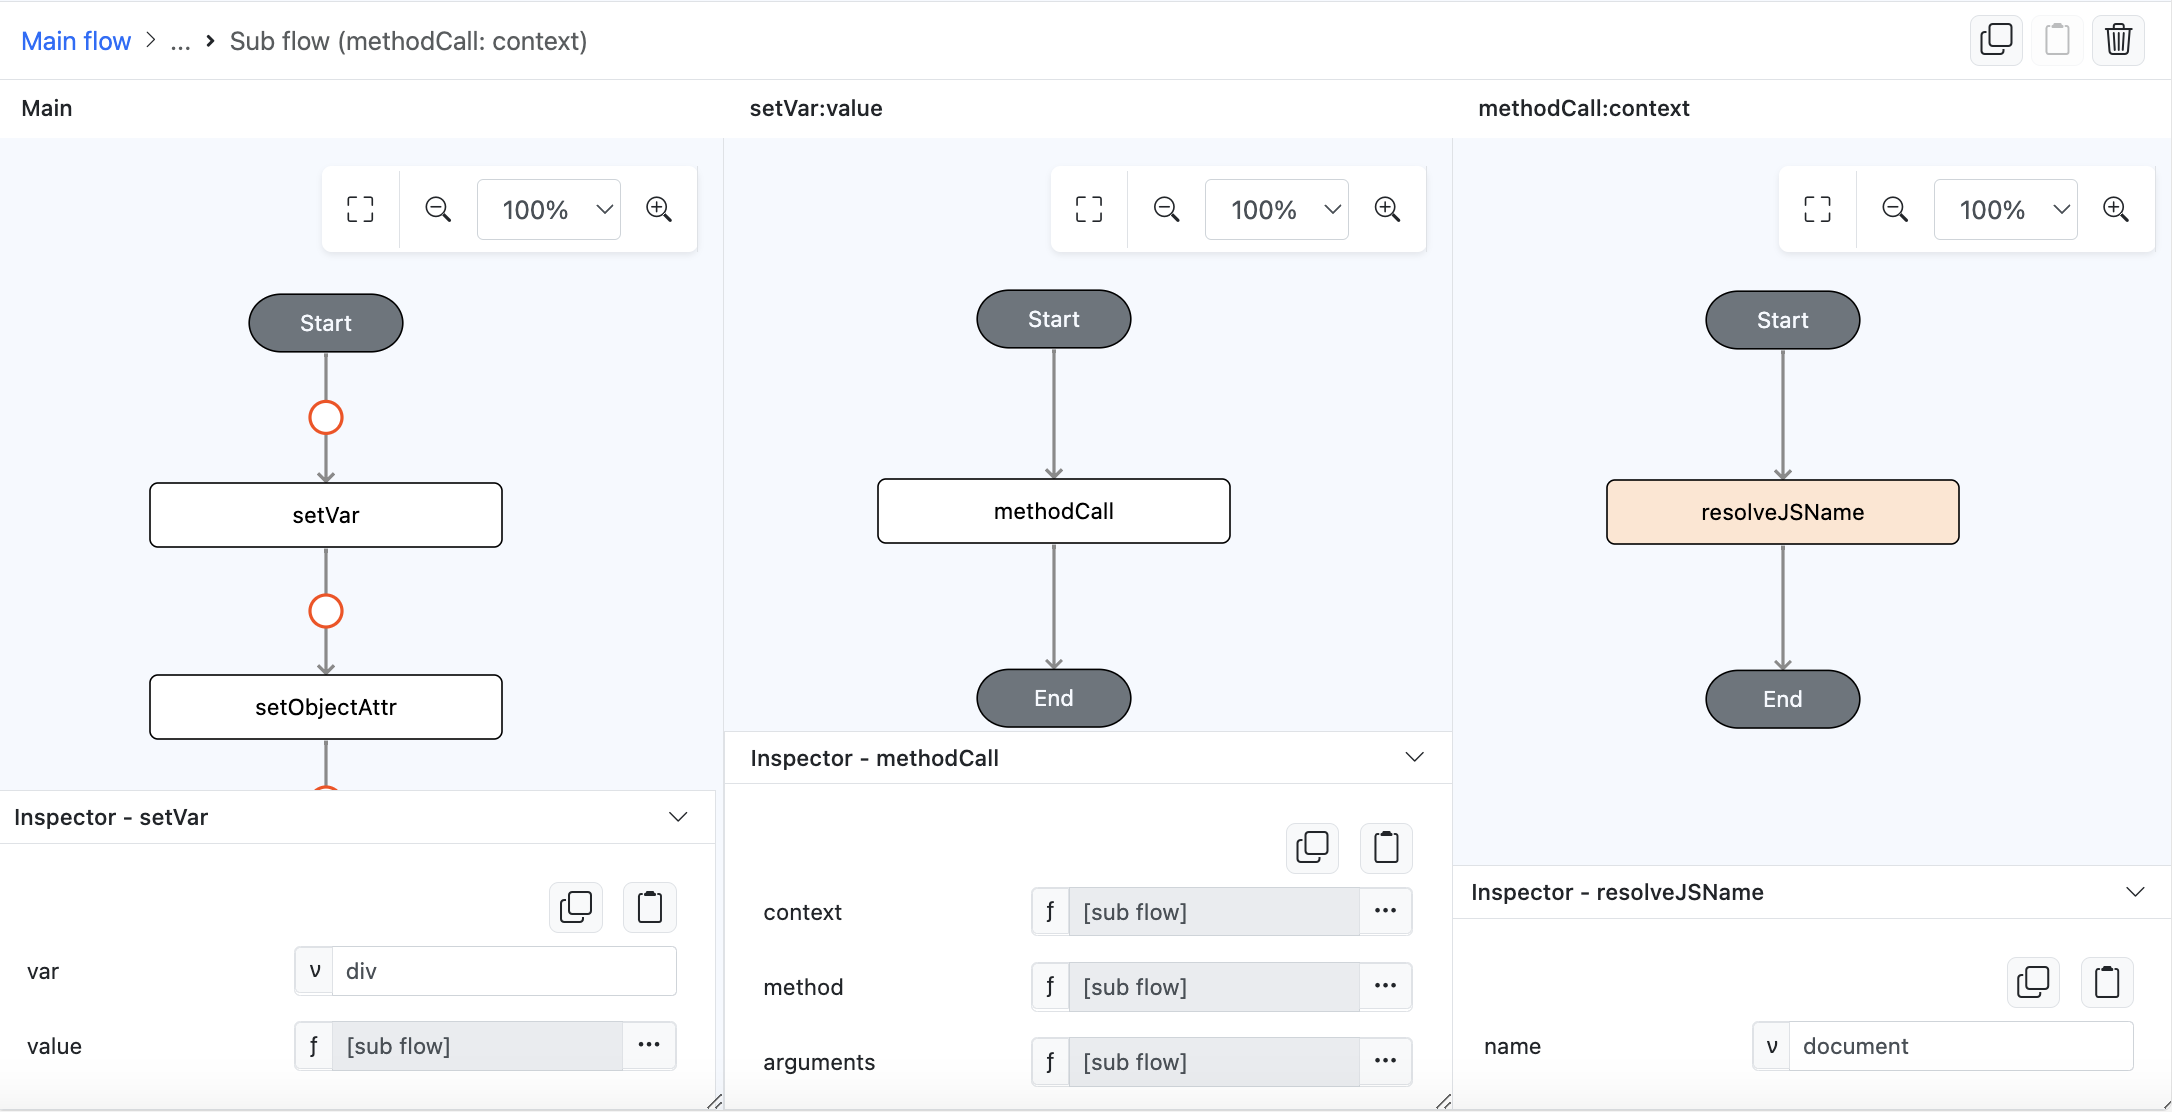 Main flow > ... > Sub flow (methodCall: context)
Main
100%
Start
setVar
setObjectAttr
Inspector - setVar
var
v div
value
f [sub flow] ...
setVar:value
100%
Start
methodCall
End
Inspector - methodCall
context
f [sub flow] ...
method
f [sub flow] ...
arguments
f [sub flow] ...
methodCall:context
100%
Start
resolveJSName
End
Inspector - resolveJSName
name
v document